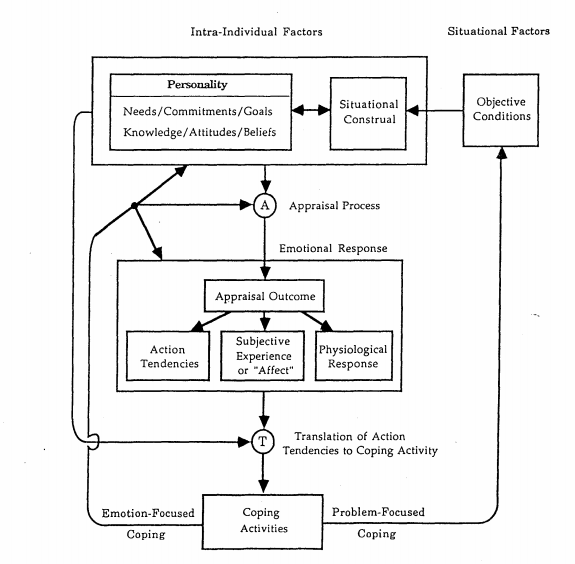 Intra-Individual Factors
Situational Factors
Personality
Needs/Commitments/Goals
Knowledge/Attitudes/Beliefs
Situational
Construal
Objective
Conditions
A
Appraisal Process
Emotional Response
Appraisal Outcome
Action
Tendencies
Subjective
Experience
or "Affect"
Physiological
Response
T
Translation of Action
Tendencies to Coping Activity
Emotion-Focused
Coping
Coping
Activities
Problem-Focused
Coping